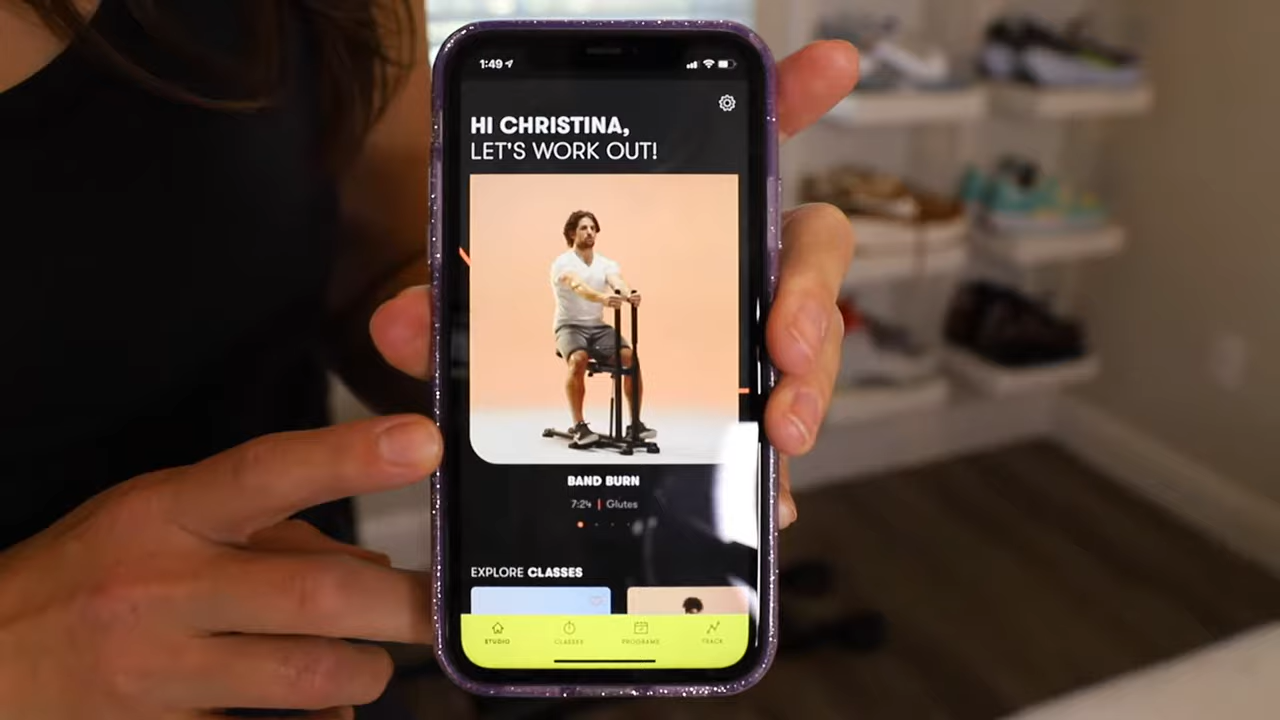 1:49
HI CHRISTINA,
LET'S WORK OUT!
BAND BURN
7:24 | Glutes
EXPLORE CLASSES
STUDIO
CLASSES
PROGRAMS
TRACK